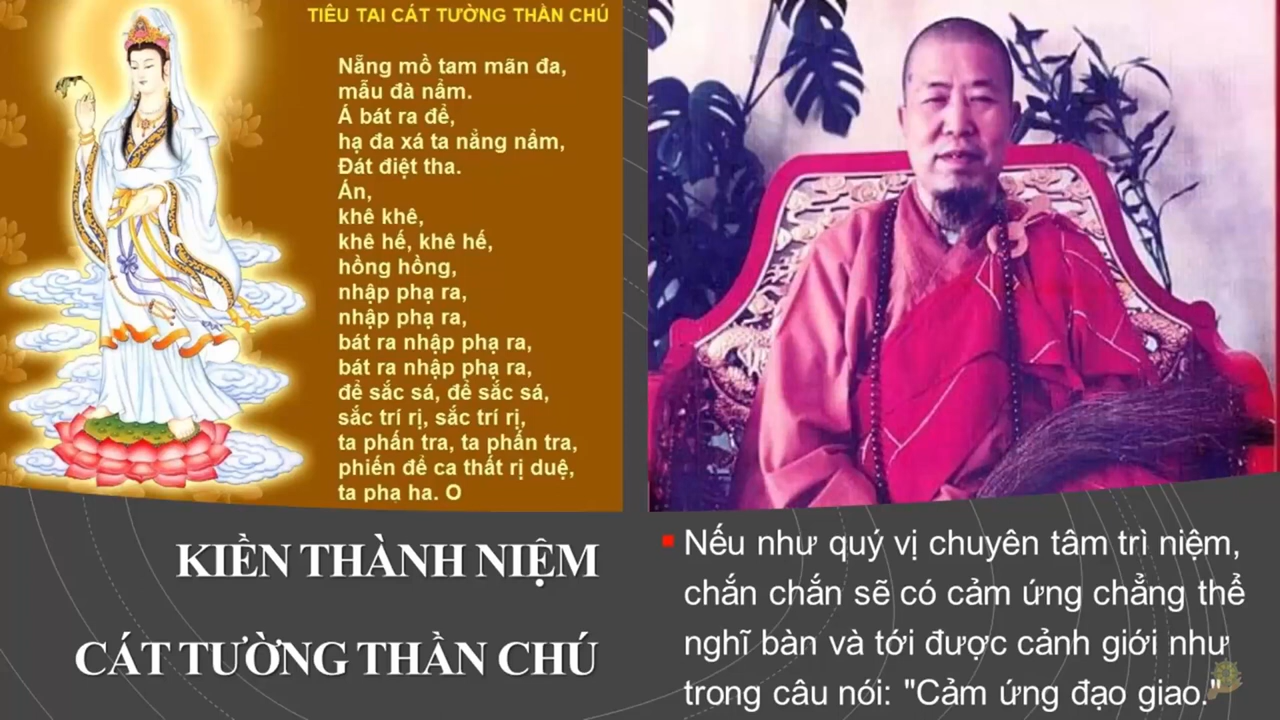 TIÊU TAI CÁT TƯỜNG THẦN CHÚ
Nẵng mồ tam mãn đa,
mẫu đà nẩm.
Á bát ra để,
hạ đa xá ta nẵng nẩm,
Đát điệt tha.
Án,
khê khê,
khê hế, khê hế,
hồng hồng,
nhập phạ ra,
nhập phạ ra,
bát ra nhập phạ ra,
bát ra nhập phạ ra,
để sắc sá, để sắc sá,
sắc trí rị, sắc trí rị,
ta phấn tra, ta phấn tra,
phiến để ca thất rị duệ,
ta phạ ha. O
KIỀN THÀNH NIỆM
CÁT TƯỜNG THẦN CHÚ
Nếu như quý vị chuyên tâm trì niệm,
chắn chắn sẽ có cảm ứng chẳng thể
nghĩ bàn và tới được cảnh giới như
trong câu nói: "Cảm ứng đạo giao."